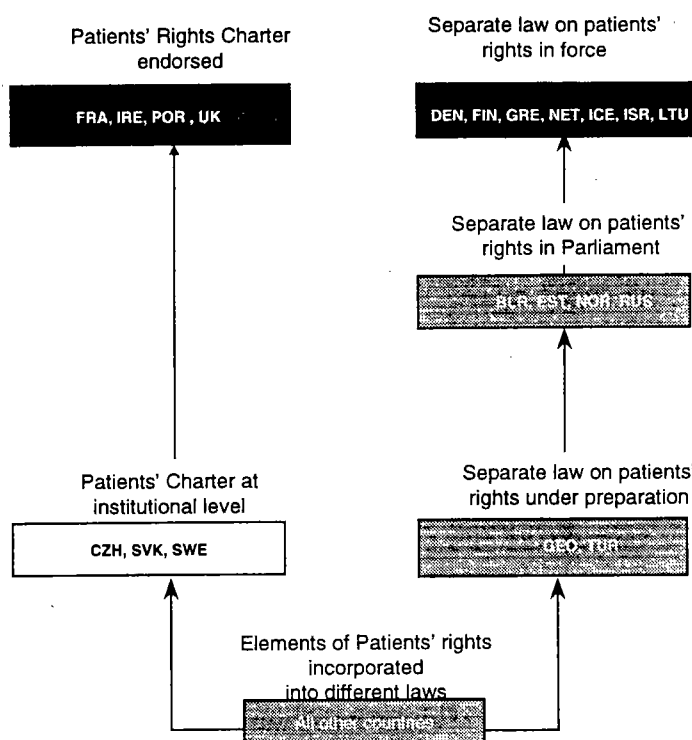 Patients' Rights Charter
endorsed
FRA, IRE, POR , UK
Separate law on patients'
rights in force
DEN, FIN, GRE, NET, ICE, ISR, LTU
Separate law on patients'
rights in Parliament
BLR, EST, NOR, RUS
Patients' Charter at
institutional level
CZH, SVK, SWE
Separate law on patients
rights under preparation
GEO, TUR
Elements of Patients' rights
incorporated
into different laws
All other countries